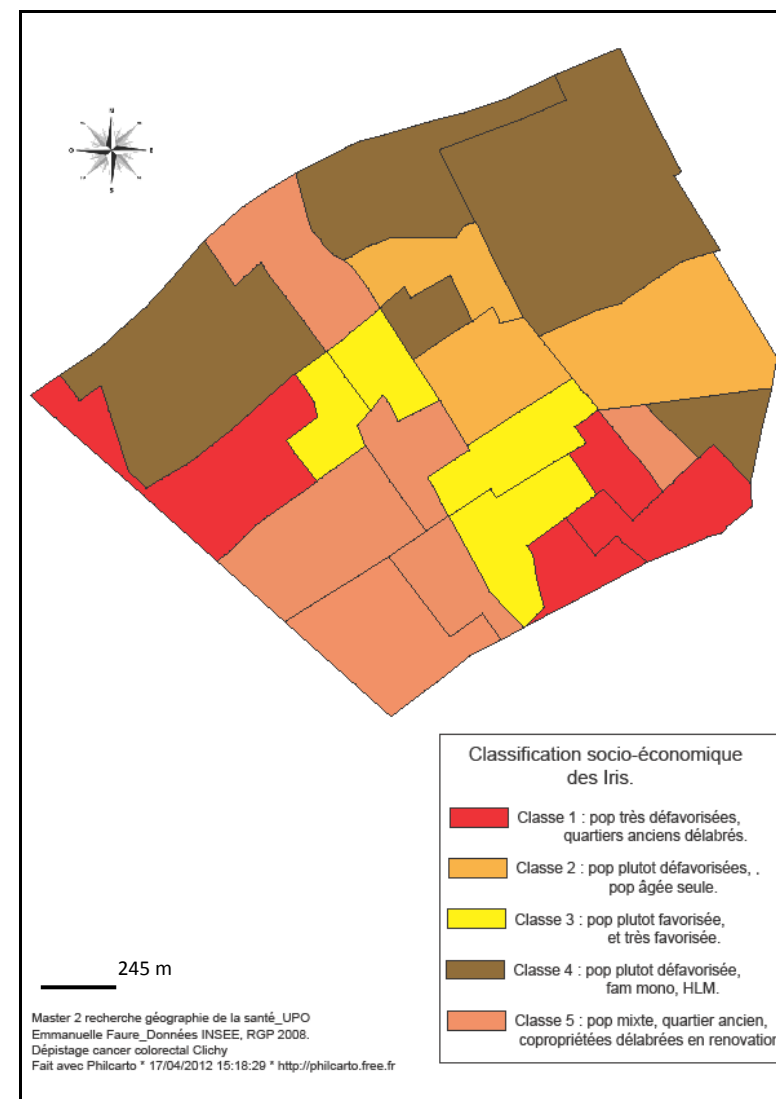 N
O
E
S
Classification socio-économique
des Iris.
Classe 1 : pop très défavorisées,
quartiers anciens délabrés.
Classe 2 : pop plutot défavorisées, .
pop âgée seule.
Classe 3 : pop plutot favorisée,
et très favorisée.
Classe 4 : pop plutot défavorisée,
fam mono, HLM.
Classe 5 : pop mixte, quartier ancien,
copropriétées délabrées en renovation
245 m
Master 2 recherche géographie de la santé_UPO
Emmanuelle Faure_Données INSEE, RGP 2008.
Dépistage cancer colorectal Clichy
Fait avec Philcarto * 17/04/2012 15:18:29 * http://philcarto.free.fr